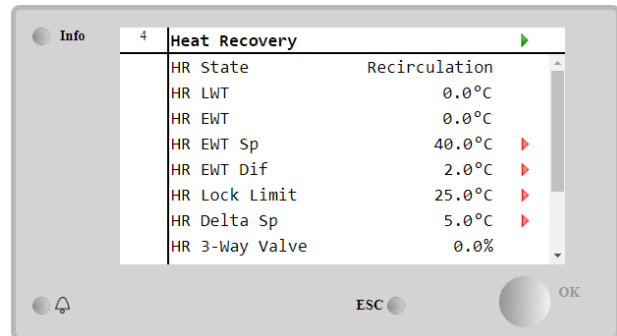 Info
4 Heat Recovery
HR State Recirculation
HR LWT 0.0°C
HR EWT 0.0°C
HR EWT Sp 40.0°C
HR EWT Dif 2.0°C
HR Lock Limit 25.0°C
HR Delta Sp 5.0°C
HR 3-Way Valve 0.0%
ESC OK